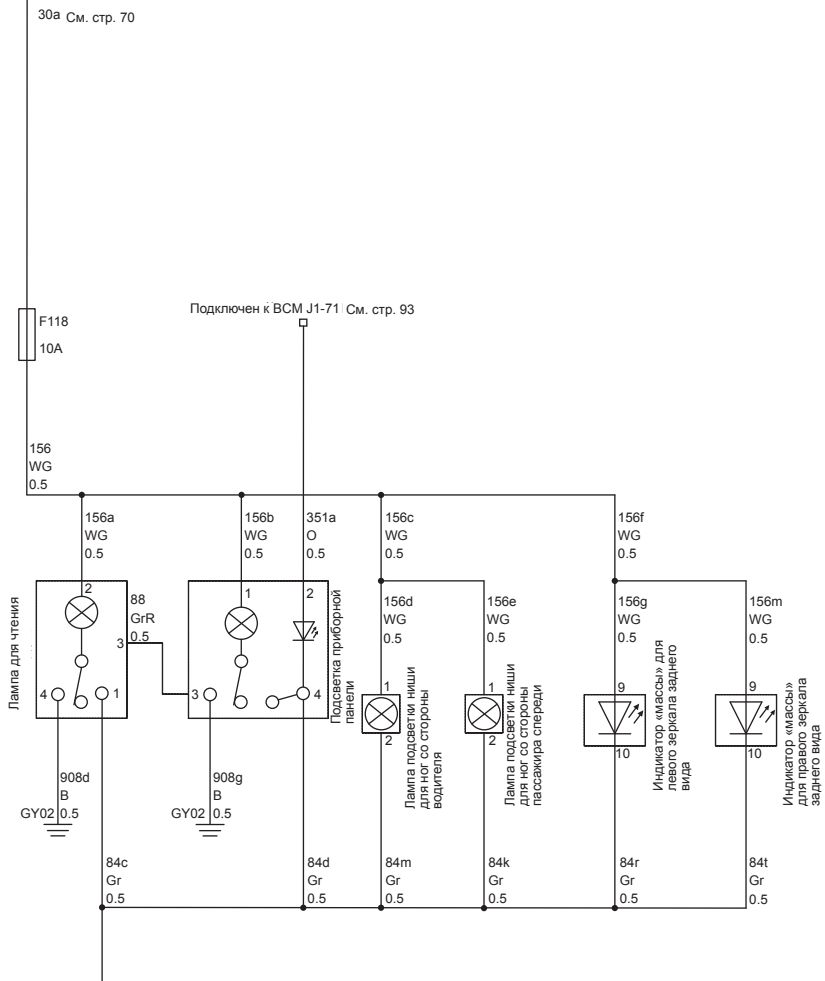 30a См. стр. 70
Подключен к BCM J1-71 См. стр. 93
F118
10A
156
WG
0.5
156a
WG
0.5
156b
WG
0.5
351a
O
0.5
156c
WG
0.5
156f
WG
0.5
156d
WG
0.5
156e
WG
0.5
156g
WG
0.5
156m
WG
0.5
Лампа для чтения
2
88
GrR
0.5
3
4
1
1
2
3
4
Подсветка приборной
панели
1
2
Лампа подсветки ниши
для ног со стороны
водителя
1
2
Лампа подсветки ниши
для ног со стороны
пассажира спереди
9
10
Индикатор «массы» для
левого зеркала заднего
вида
9
10
Индикатор «массы»
для правого зеркала
заднего вида
908d
B
GY02 0.5
908g
B
GY02 0.5
84c
Gr
0.5
84d
Gr
0.5
84m
Gr
0.5
84k
Gr
0.5
84r
Gr
0.5
84t
Gr
0.5